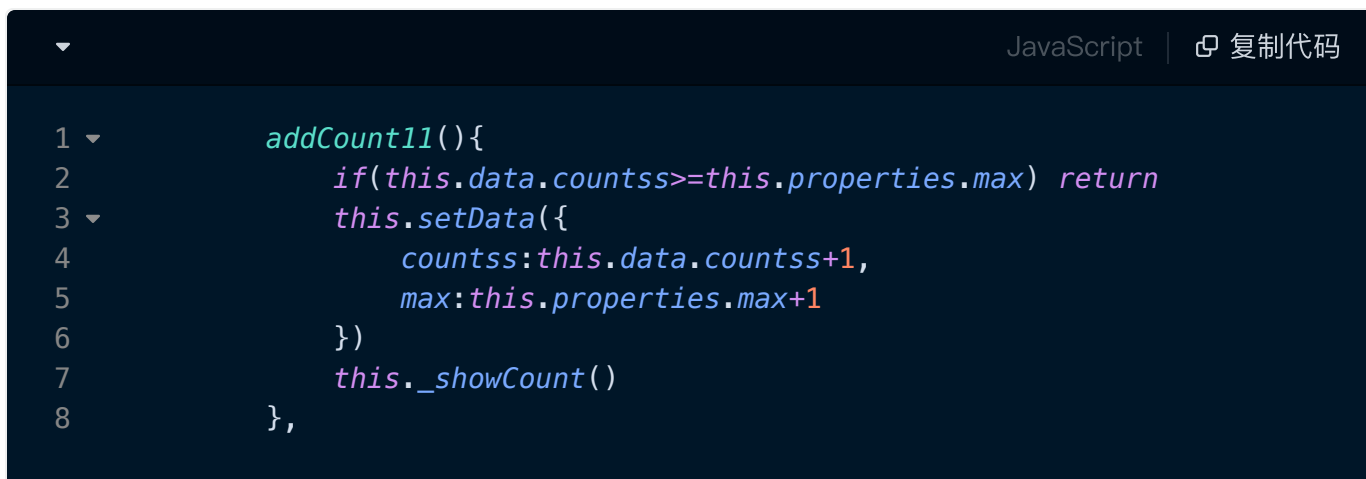 JavaScript 复制代码
1 addCount11(){
2 if(this.data.countss>=this.properties.max) return
3 this.setData({
4 countss:this.data.countss+1,
5 max:this.properties.max+1
6 })
7 this._showCount()
8 },